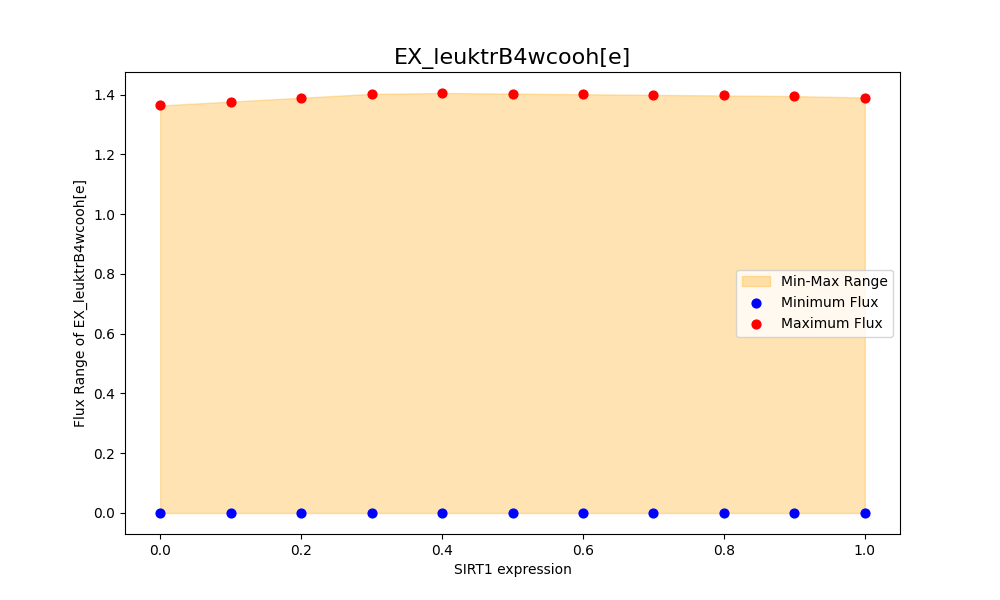 EX_leuktrB4wcooh[e]
Flux Range of EX_leuktrB4wcooh[e]
1.4
1.2
1.0
0.8
0.6
0.4
0.2
0.0
Min-Max Range
Minimum Flux
Maximum Flux
0.0 0.2 0.4 0.6 0.8 1.0
SIRT1 expression